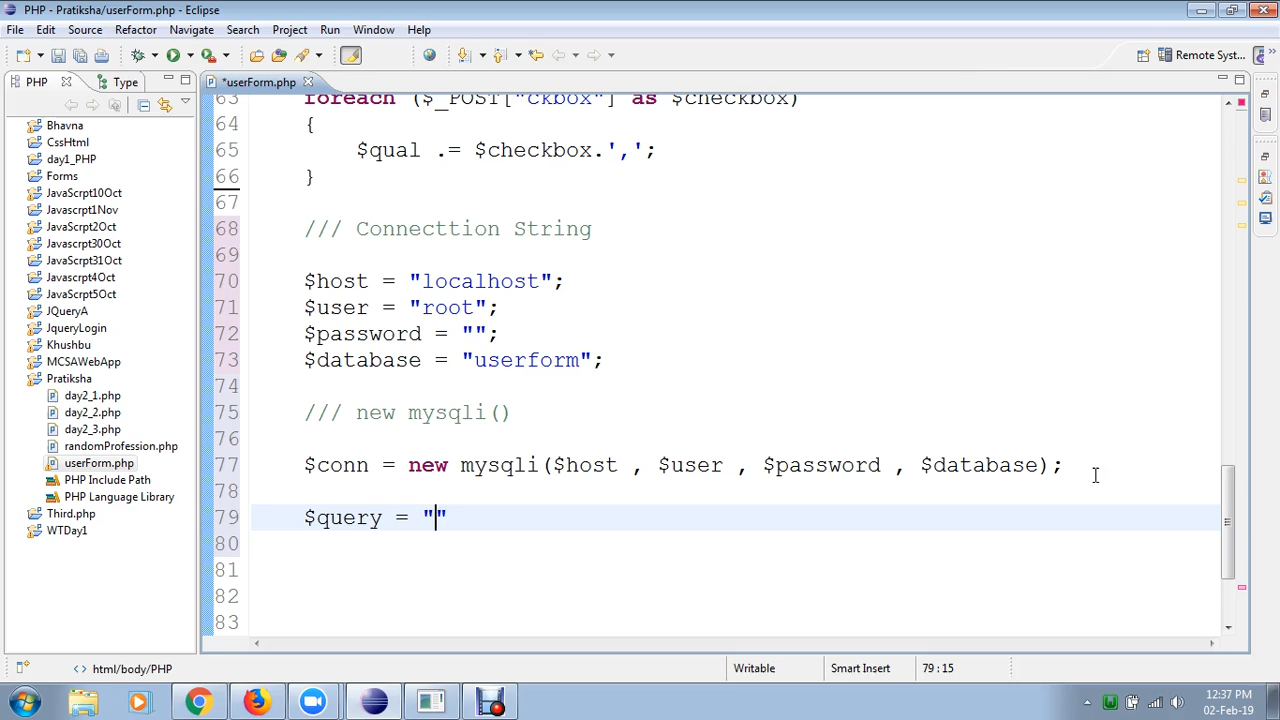 PHP - Pratiksha/userForm.php - Eclipse
File Edit Source Refactor Navigate Search Project Run Window Help
Remote Syst...
PHP Type
*userForm.php
Bhavna
CssHtml
day1_PHP
Forms
JavaScrpt10Oct
Javascrpt1Nov
JavaScrpt2Oct
Javascrpt30Oct
JavaScrpt31Oct
Javascrpt4Oct
JavaScrpt5Oct
JQueryA
JqueryLogin
Khushbu
MCSAWebApp
Pratiksha
day2_1.php
day2_2.php
day2_3.php
randomProfession.php
userForm.php
PHP Include Path
PHP Language Library
Third.php
WTDay1
63 foreach ($_POST["ckbox"] as $checkbox)
64 {
65 $qual .= $checkbox.',';
66 }
67
68 /// Connecttion String
69
70 $host = "localhost";
71 $user = "root";
72 $password = "";
73 $database = "userform";
74
75 /// new mysqli()
76
77 $conn = new mysqli($host , $user , $password , $database);
78
79 $query = ""
80
81
82
83
html/body/PHP Writable Smart Insert 79 : 15
12:37 PM
02-Feb-19